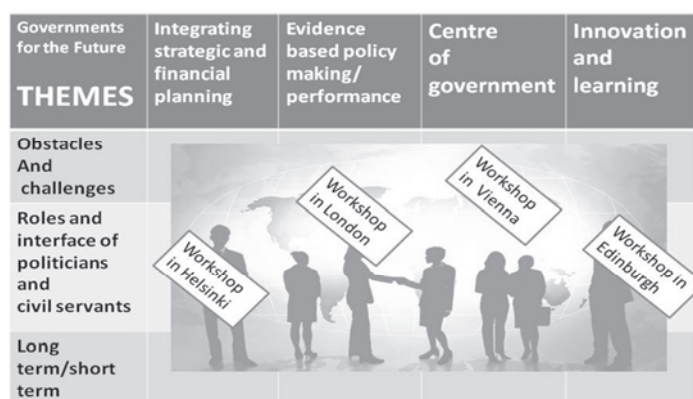 Governments
for the Future
THEMES
Integrating
strategic and
financial
planning
Evidence
based policy
making/
performance
Centre
of
government
Innovation
and
learning
Obstacles
And
challenges
Roles and
interface of
politicians
and
civil servants
Long
term/short
term
Workshop
in Helsinki
Workshop
in London
Workshop
in Vienna
Workshop in
Edinburgh